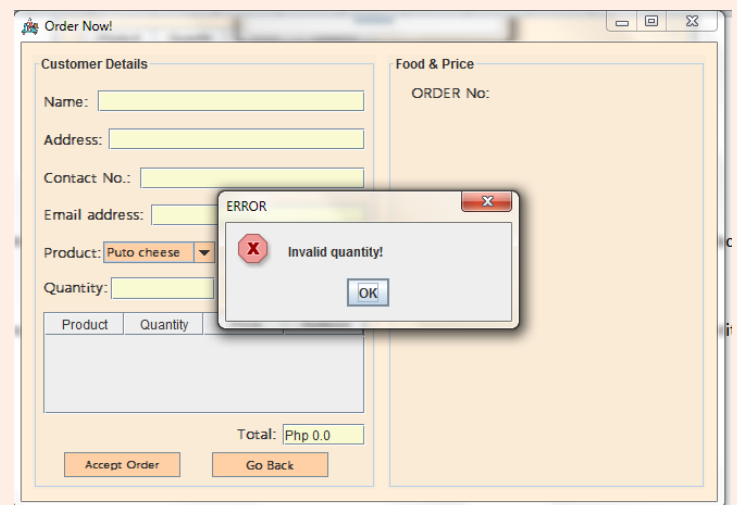 Order Now!
Customer Details
Name:
Address:
Contact No.:
Email address:
Product: Puto cheese
Quantity:
Product Quantity
Total: Php 0.0
Accept Order Go Back
Food & Price
ORDER No:
ERROR
Invalid quantity!
OK